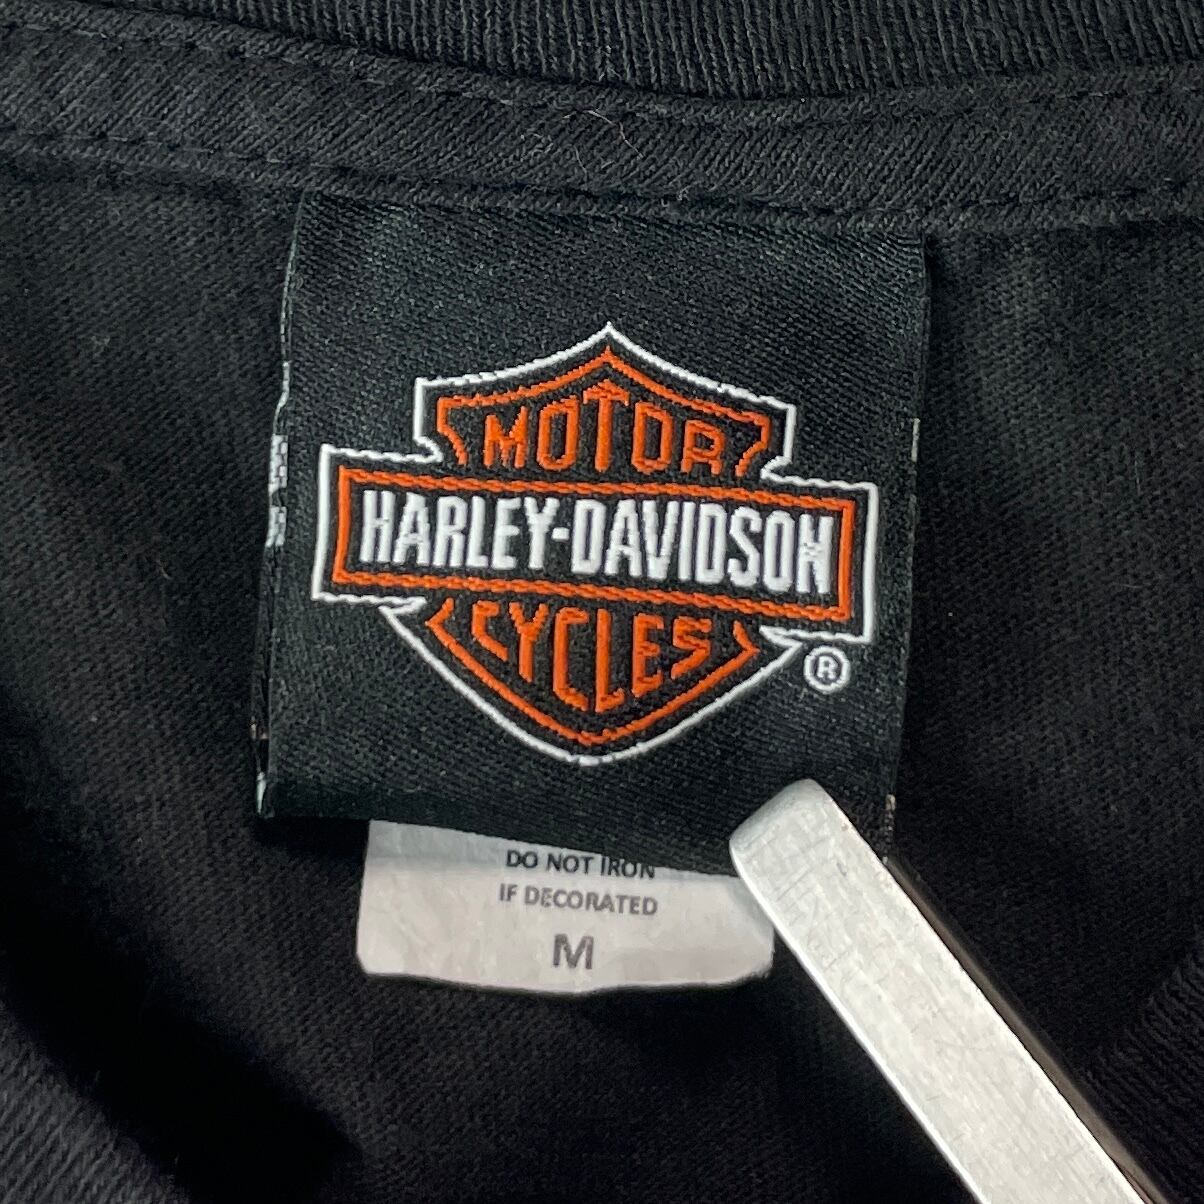 MOTOR
HARLEY-DAVIDSON
CYCLES
®
DO NOT IRON
IF DECORATED
M